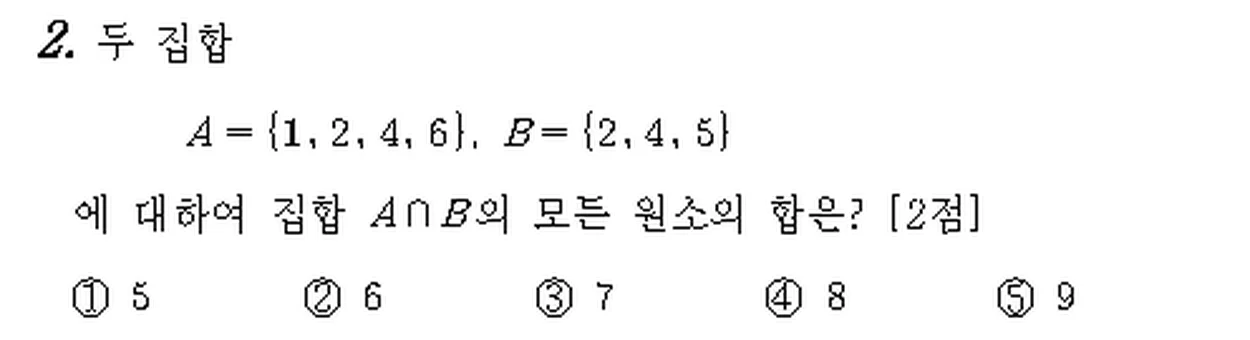 2. 두 집합
A = {1, 2, 4, 6}, B = {2, 4, 5}
에 대하여 집합 A∩B의 모든 원소의 합은? [2점]
① 5 ② 6 ③ 7 ④ 8 ⑤ 9